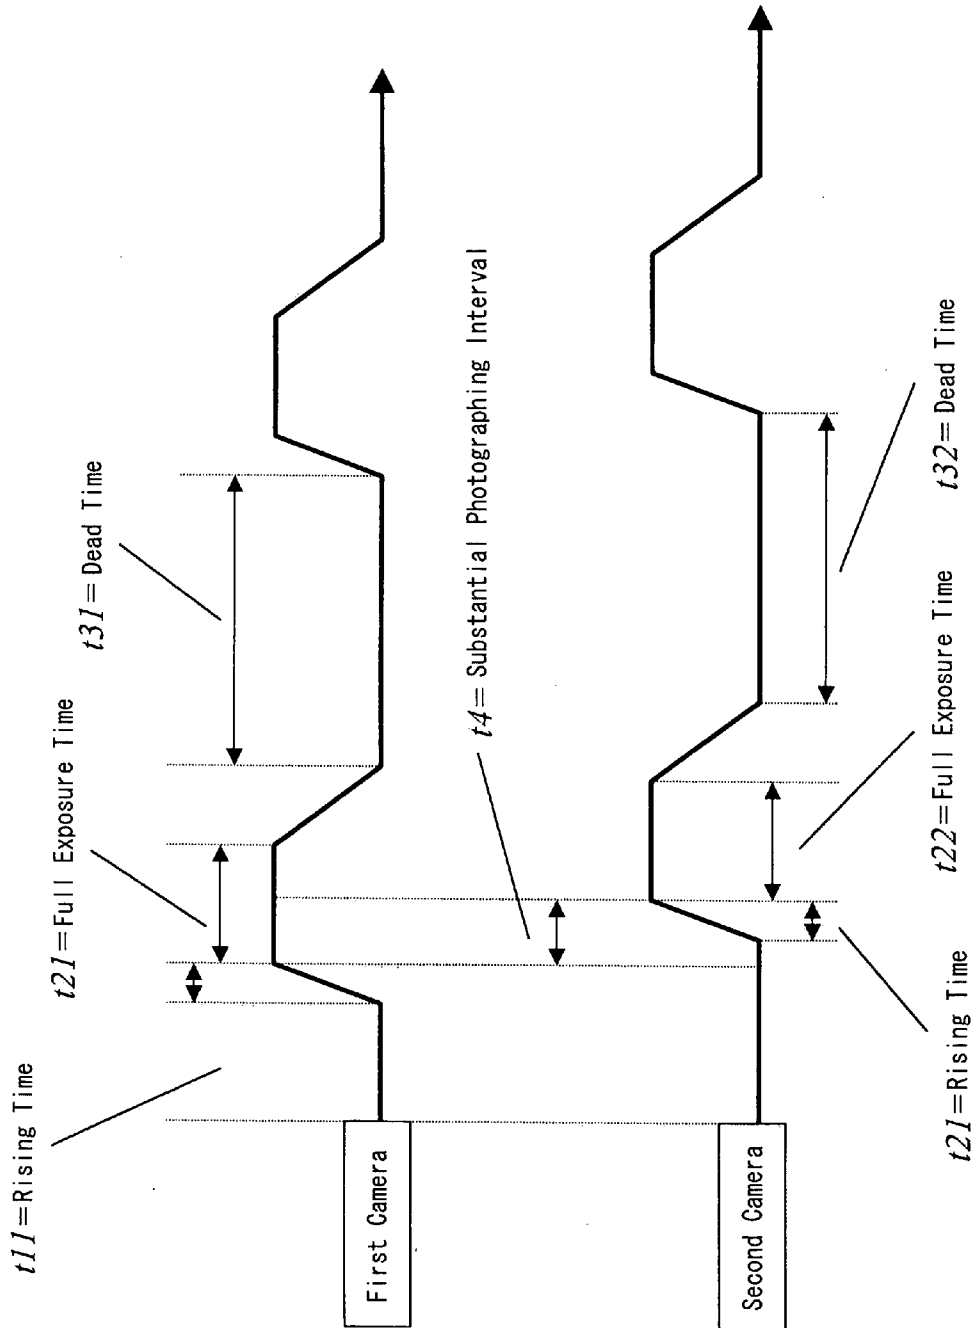 t11=Rising Time
t21=Full Exposure Time
t31=Dead Time
First Camera
t4=Substantial Photographing Interval
Second Camera
t21=Rising Time
t22=Full Exposure Time
t32=Dead Time